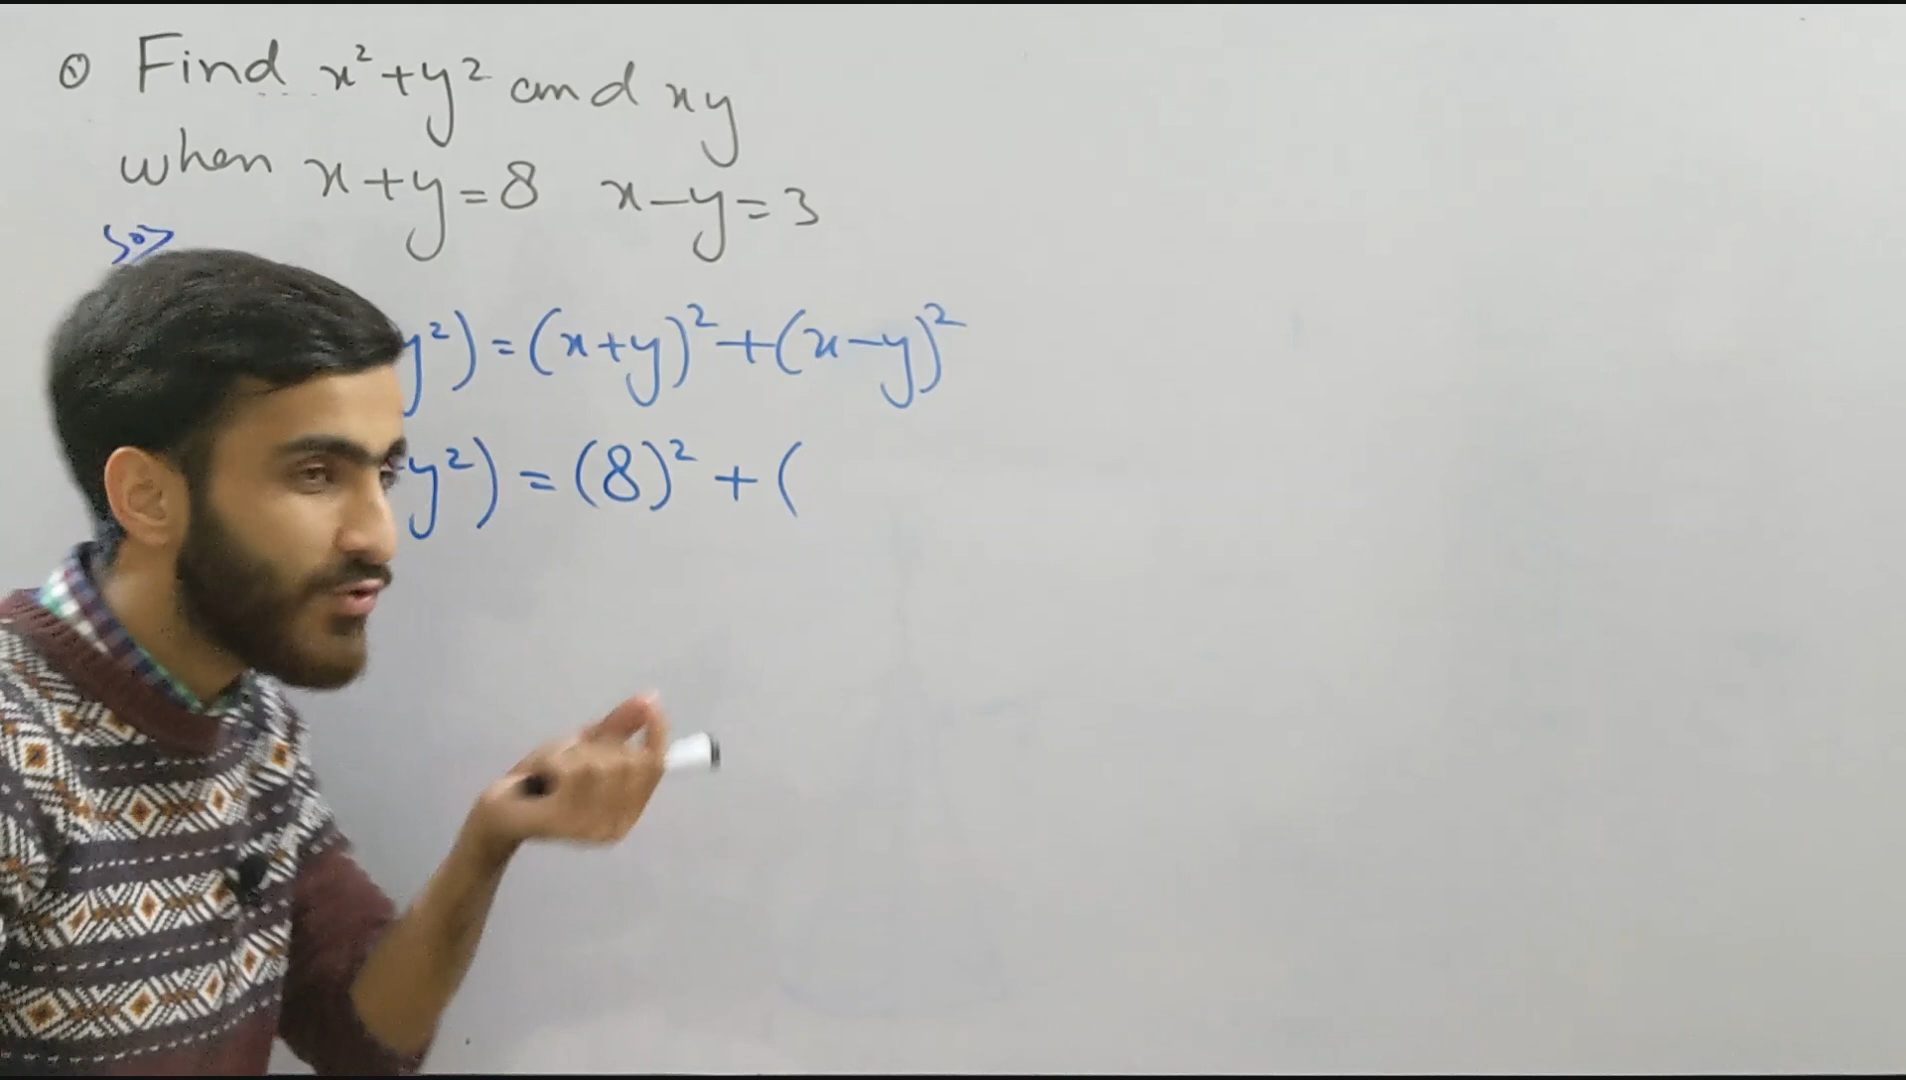 ① Find x²+y² and xy
when x+y=8 x-y=3
Sol
y²)=(x+y)²+(x-y)²
y²) = (8)² + (